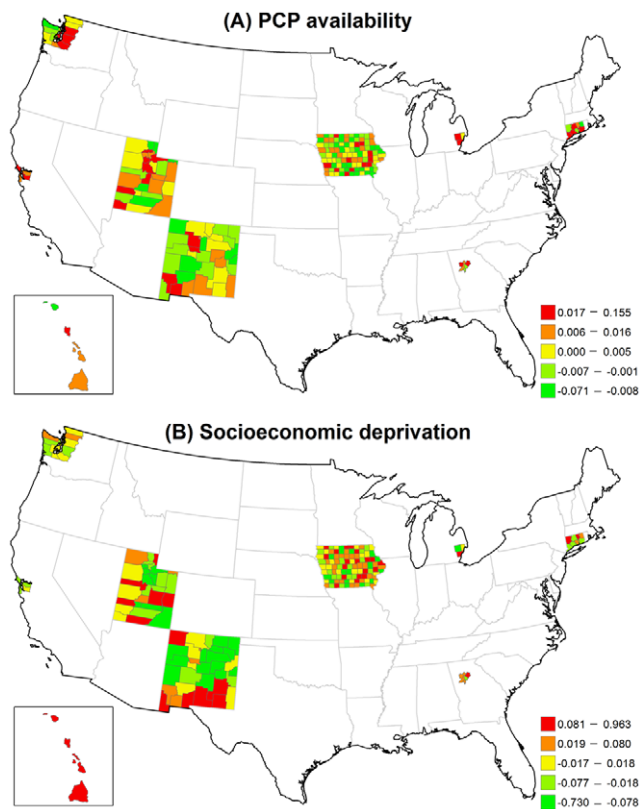 (A) PCP availability
0.017 – 0.155
0.006 – 0.016
0.000 – 0.005
-0.007 – -0.001
-0.071 – -0.008
(B) Socioeconomic deprivation
0.081 – 0.963
0.019 – 0.080
-0.017 – 0.018
-0.077 – -0.018
-0.730 – -0.078